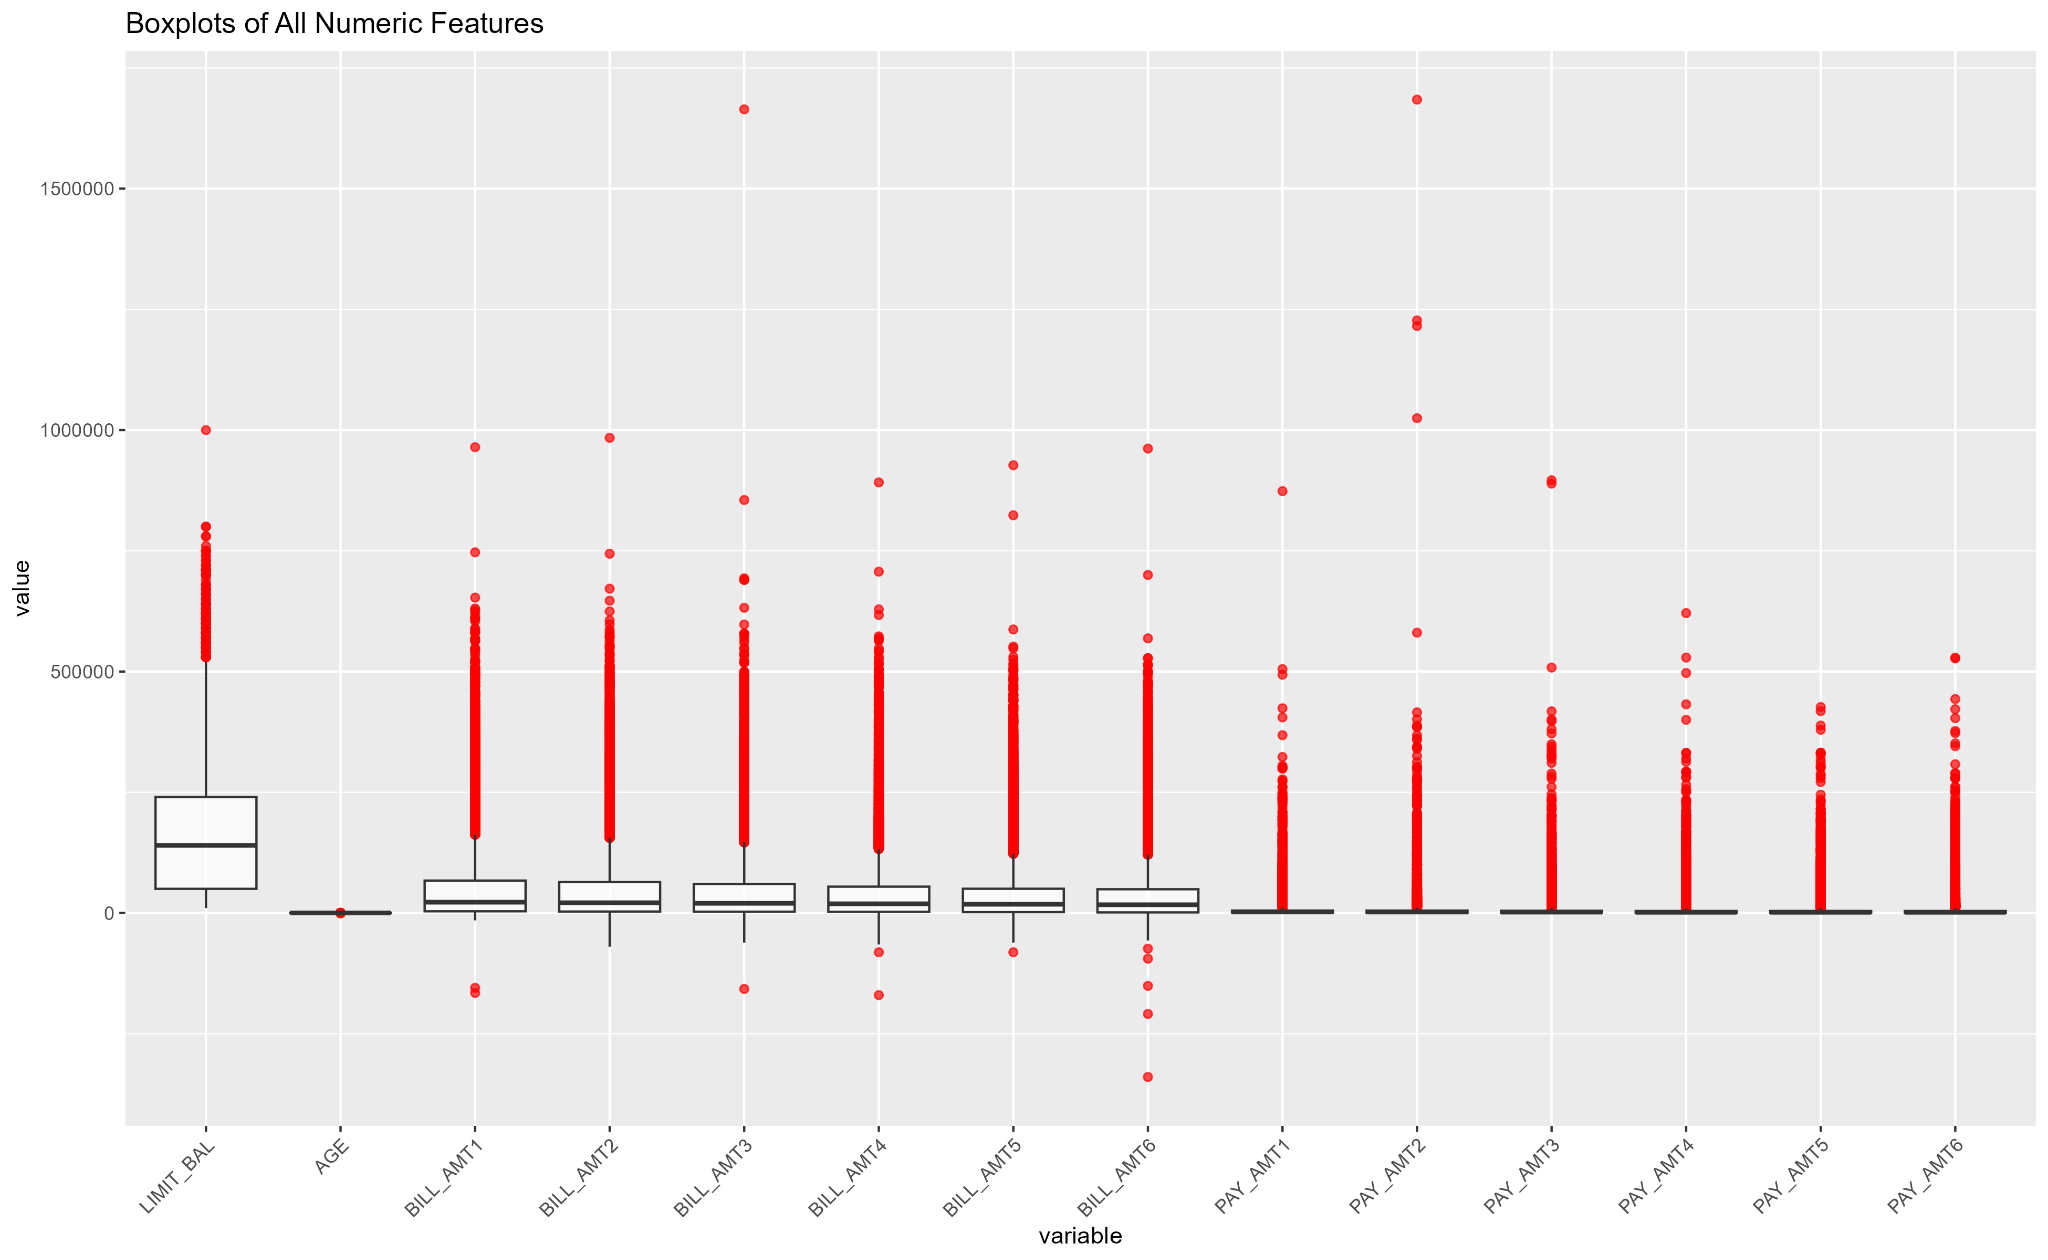 Boxplots of All Numeric Features
value
1500000
1000000
500000
0
LIMIT_BAL
AGE
BILL_AMT1
BILL_AMT2
BILL_AMT3
BILL_AMT4
BILL_AMT5
BILL_AMT6
PAY_AMT1
PAY_AMT2
PAY_AMT3
PAY_AMT4
PAY_AMT5
PAY_AMT6
variable